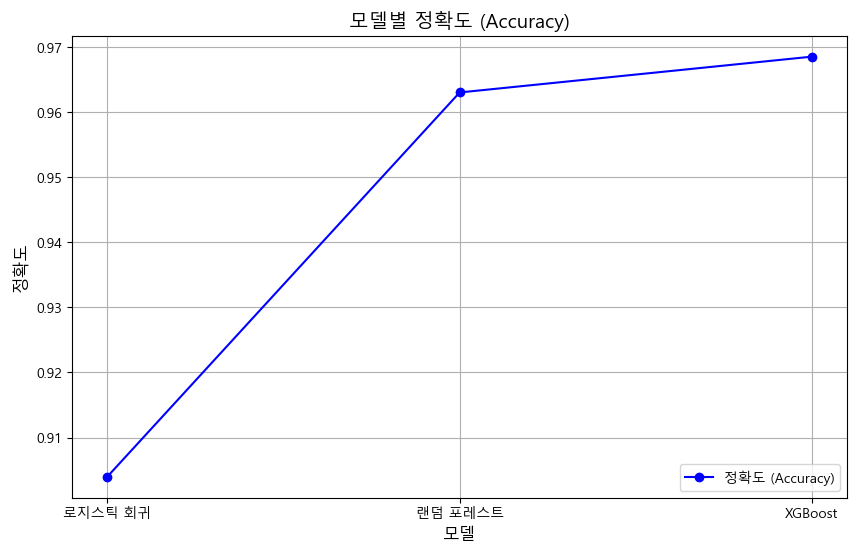 모델별 정확도 (Accuracy)
정확도
0.97
0.96
0.95
0.94
0.93
0.92
0.91
정확도 (Accuracy)
로지스틱 회귀
랜덤 포레스트
XGBoost
모델